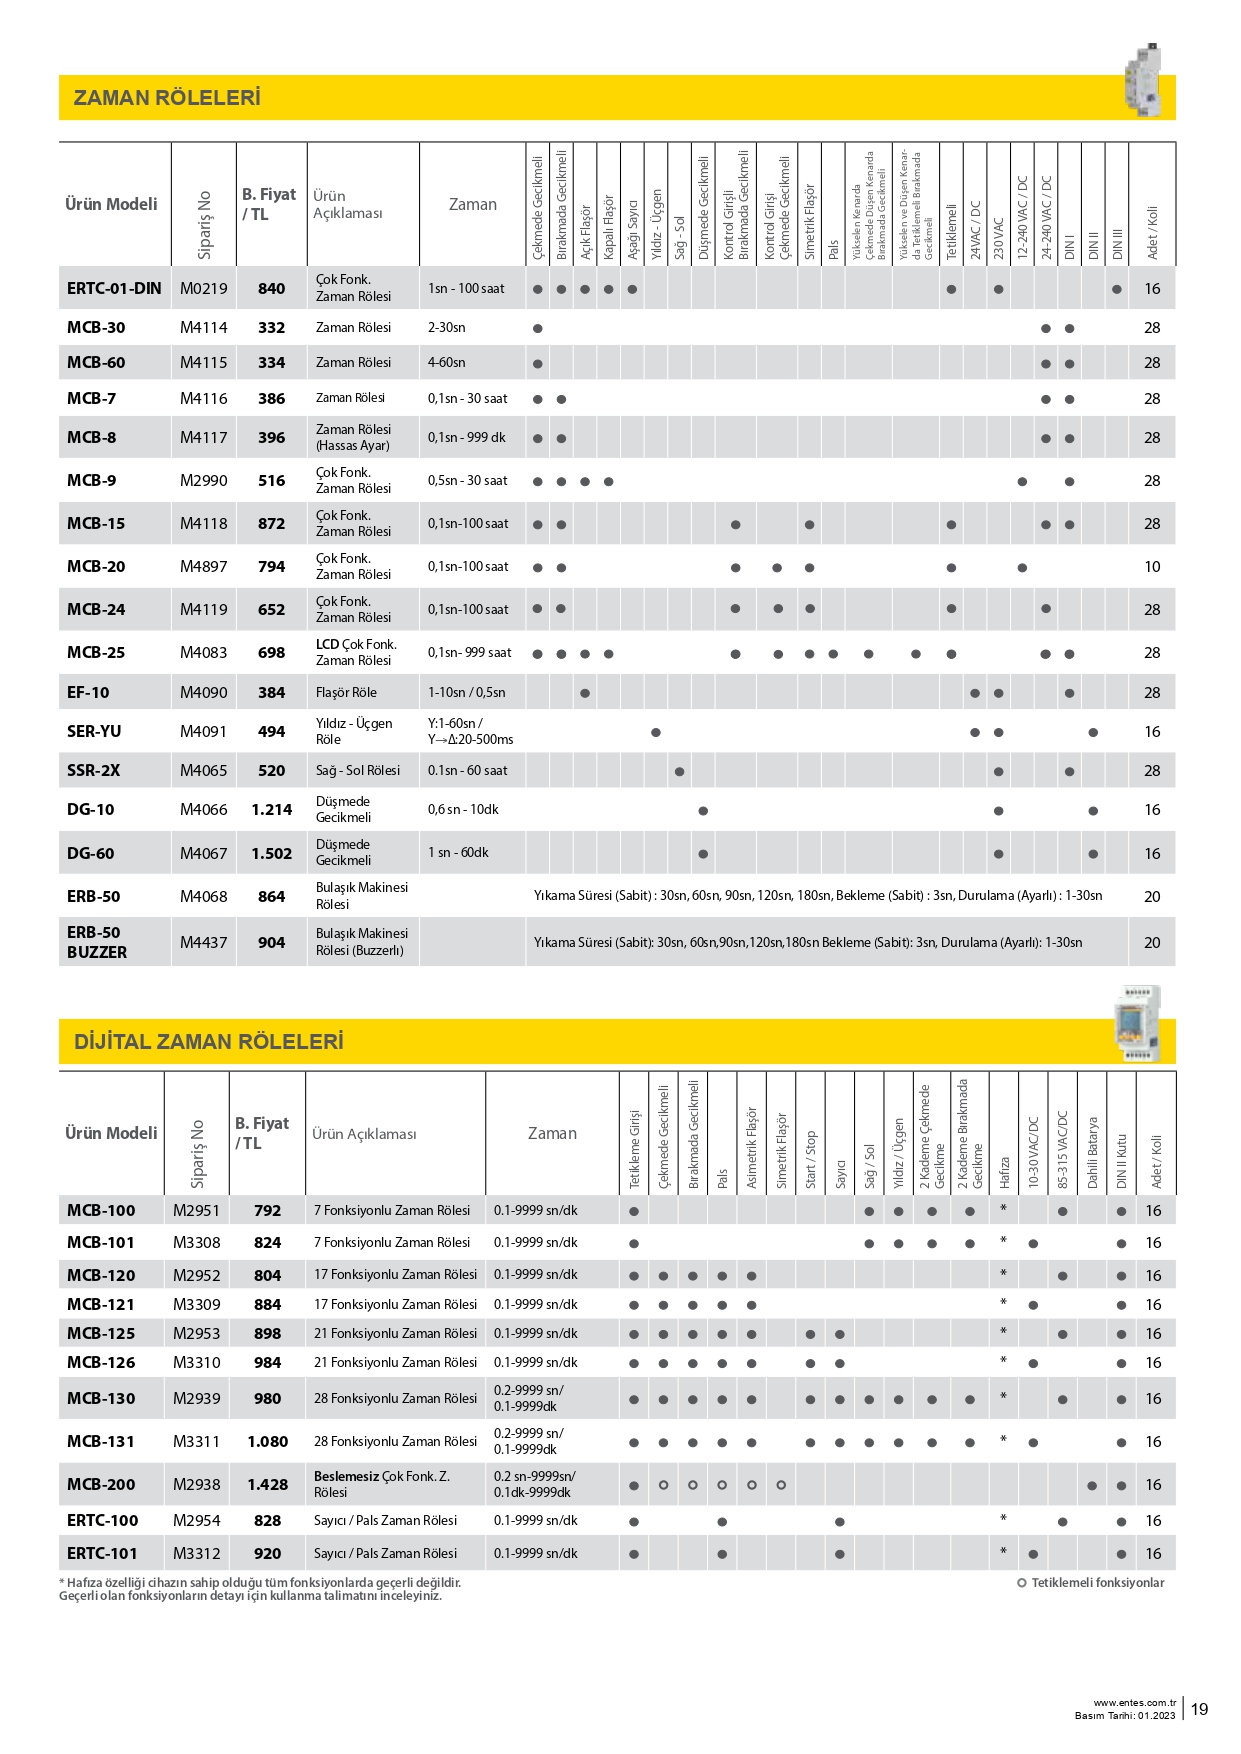 ZAMAN RÖLELERİ
Ürün Modeli
Sipariş No
B. Fiyat
/ TL
Ürün
Açıklaması
Zaman
Çekmede Gecikmeli
Bırakmada Gecikmeli
Açık Flaşör
Kapalı Flaşör
Aşağı Sayıcı
Yıldız - Üçgen
Sağ - Sol
Düşmede Gecikmeli
Kontrol Girişli
Bırakmada Gecikmeli
Kontrol Girişi
Çekmede Gecikmeli
Simetrik Flaşör
Pals
Yükselen Kenarda
Çekmede Düşen Kenarda
Bırakmada Gecikmeli
Yükselen ve Düşen Kenar-
da Tetiklemeli Bırakmada
Gecikmeli
Tetiklemeli
24VAC / DC
230 VAC
12-240 VAC / DC
24-240 VAC / DC
DIN I
DIN II
DIN III
Adet / Koli
ERTC-01-DIN M0219 840 Çok Fonk. Zaman Rölesi 1sn - 100 saat ● ● ● ● ● ● ● ● 16
MCB-30 M4114 332 Zaman Rölesi 2-30sn ● ● ● 28
MCB-60 M4115 334 Zaman Rölesi 4-60sn ● ● ● 28
MCB-7 M4116 386 Zaman Rölesi 0,1sn - 30 saat ● ● ● ● 28
MCB-8 M4117 396 Zaman Rölesi (Hassas Ayar) 0,1sn - 999 dk ● ● ● ● 28
MCB-9 M2990 516 Çok Fonk. Zaman Rölesi 0,5sn - 30 saat ● ● ● ● ● ● 28
MCB-15 M4118 872 Çok Fonk. Zaman Rölesi 0,1sn-100 saat ● ● ● ● ● ● ● 28
MCB-20 M4897 794 Çok Fonk. Zaman Rölesi 0,1sn-100 saat ● ● ● ● ● ● ● 10
MCB-24 M4119 652 Çok Fonk. Zaman Rölesi 0,1sn-100 saat ● ● ● ● ● ● ● 28
MCB-25 M4083 698 LCD Çok Fonk. Zaman Rölesi 0,1sn- 999 saat ● ● ● ● ● ● ● ● ● ● ● ● ● 28
EF-10 M4090 384 Flaşör Röle 1-10sn / 0,5sn ● ● ● ● 28
SER-YU M4091 494 Yıldız - Üçgen Röle Y:1-60sn / Y→Δ:20-500ms ● ● ● ● 16
SSR-2X M4065 520 Sağ - Sol Rölesi 0.1sn - 60 saat ● ● ● 28
DG-10 M4066 1.214 Düşmede Gecikmeli 0,6 sn - 10dk ● ● ● 16
DG-60 M4067 1.502 Düşmede Gecikmeli 1 sn - 60dk ● ● ● 16
ERB-50 M4068 864 Bulaşık Makinesi Rölesi Yıkama Süresi (Sabit) : 30sn, 60sn, 90sn, 120sn, 180sn, Bekleme (Sabit) : 3sn, Durulama (Ayarlı) : 1-30sn 20
ERB-50 BUZZER M4437 904 Bulaşık Makinesi Rölesi (Buzzerlı) Yıkama Süresi (Sabit): 30sn, 60sn,90sn,120sn,180sn Bekleme (Sabit): 3sn, Durulama (Ayarlı): 1-30sn 20
DİJİTAL ZAMAN RÖLELERİ
Ürün Modeli
Sipariş No
B. Fiyat
/ TL
Ürün Açıklaması
Zaman
Tetikleme Girişi
Çekmede Gecikmeli
Bırakmada Gecikmeli
Pals
Asimetrik Flaşör
Simetrik Flaşör
Start / Stop
Sayıcı
Sağ / Sol
Yıldız / Üçgen
2 Kademe Çekmede
Gecikme
2 Kademe Bırakmada
Gecikme
Hafıza
10-30 VAC/DC
85-315 VAC/DC
Dahili Batarya
DIN II Kutu
Adet / Koli
MCB-100 M2951 792 7 Fonksiyonlu Zaman Rölesi 0.1-9999 sn/dk ● ● ● ● ● * ● ● 16
MCB-101 M3308 824 7 Fonksiyonlu Zaman Rölesi 0.1-9999 sn/dk ● ● ● ● ● * ● ● 16
MCB-120 M2952 804 17 Fonksiyonlu Zaman Rölesi 0.1-9999 sn/dk ● ● ● ● ● * ● ● 16
MCB-121 M3309 884 17 Fonksiyonlu Zaman Rölesi 0.1-9999 sn/dk ● ● ● ● ● * ● ● 16
MCB-125 M2953 898 21 Fonksiyonlu Zaman Rölesi 0.1-9999 sn/dk ● ● ● ● ● ● ● * ● ● 16
MCB-126 M3310 984 21 Fonksiyonlu Zaman Rölesi 0.1-9999 sn/dk ● ● ● ● ● ● ● * ● ● 16
MCB-130 M2939 980 28 Fonksiyonlu Zaman Rölesi 0.2-9999 sn/ 0.1-9999dk ● ● ● ● ● ● ● ● ● ● ● * ● ● 16
MCB-131 M3311 1.080 28 Fonksiyonlu Zaman Rölesi 0.2-9999 sn/ 0.1-9999dk ● ● ● ● ● ● ● ● ● ● ● * ● ● 16
MCB-200 M2938 1.428 Beslemesiz Çok Fonk. Z. Rölesi 0.2 sn-9999sn/ 0.1dk-9999dk ● ○ ○ ○ ○ ○ ● ● 16
ERTC-100 M2954 828 Sayıcı / Pals Zaman Rölesi 0.1-9999 sn/dk ● ● ● * ● ● 16
ERTC-101 M3312 920 Sayıcı / Pals Zaman Rölesi 0.1-9999 sn/dk ● ● ● * ● ● 16
* Hafıza özelliği cihazın sahip olduğu tüm fonksiyonlarda geçerli değildir.
Geçerli olan fonksiyonların detayı için kullanma talimatını inceleyiniz.
○ Tetiklemeli fonksiyonlar
www.entes.com.tr
Basım Tarihi: 01.2023
19